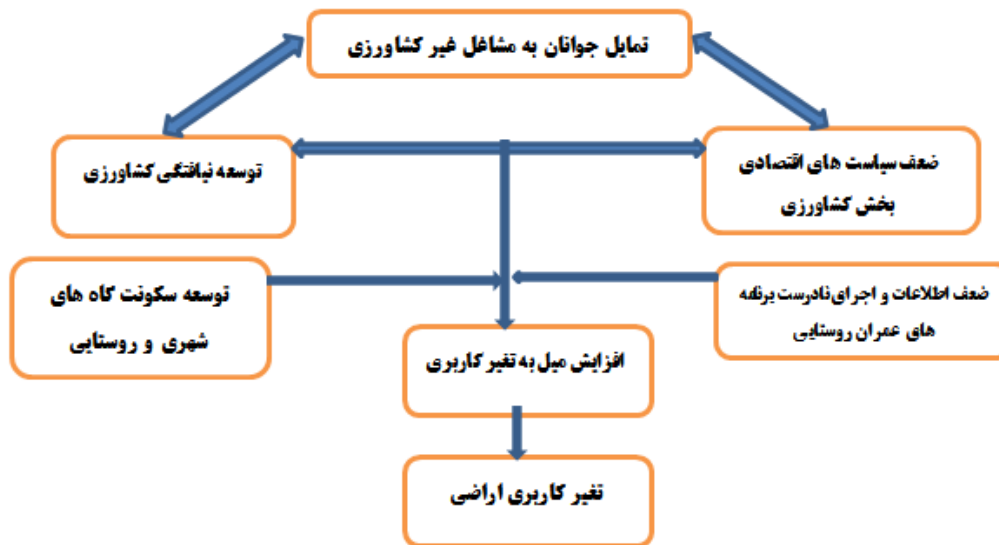 تمایل جوانان به مشاغل غیر کشاورزی
ضعف سیاست های اقتصادی
بخش کشاورزی
توسعه نیافتگی کشاورزی
ضعف اطلاعات و اجرای نادرست برنامه
های عمران روستایی
توسعه سکونت گاه های
شهری و روستایی
افزایش میل به تغیر کاربری
تغیر کاربری اراضی